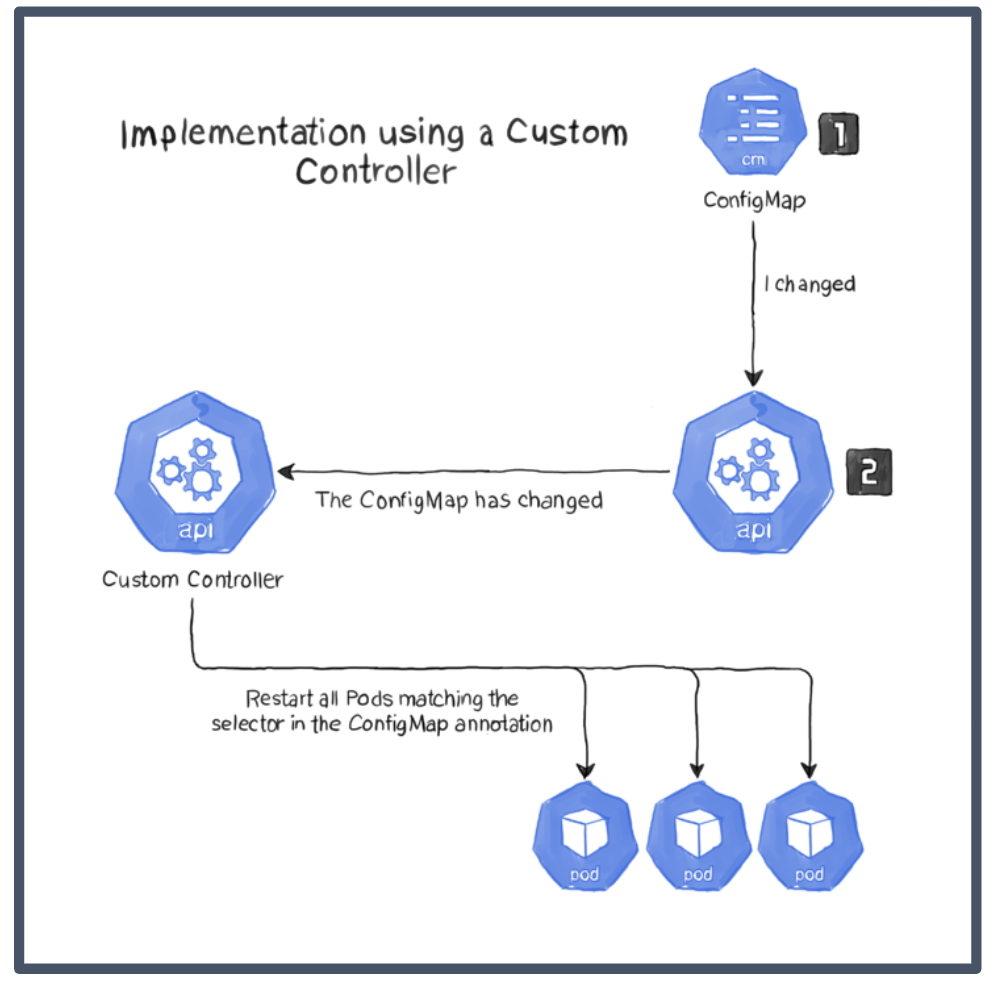 Implementation using a Custom
Controller
cm
1
ConfigMap
I changed
api
2
The ConfigMap has changed
api
Custom Controller
Restart all Pods matching the
selector in the ConfigMap annotation
pod
pod
pod